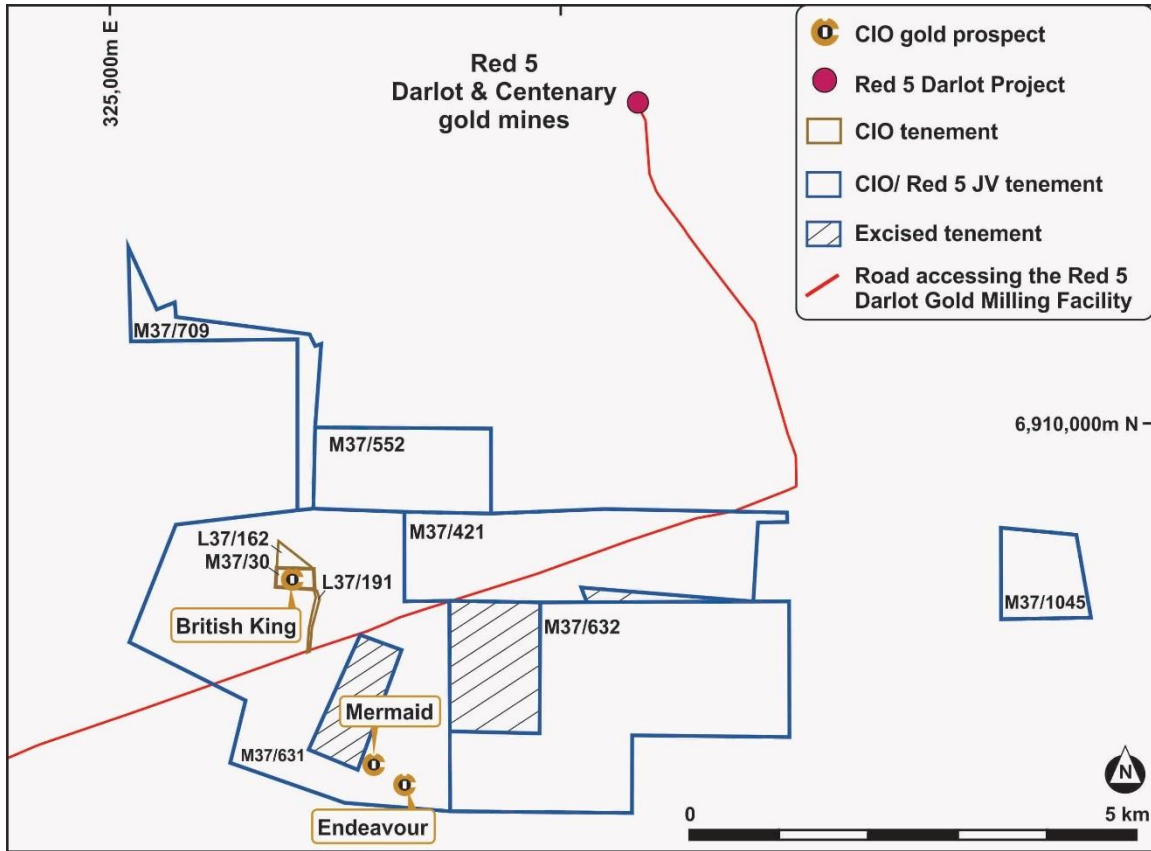 325,000m E
Red 5
Darlot & Centenary
gold mines
CIO gold prospect
Red 5 Darlot Project
CIO tenement
CIO/ Red 5 JV tenement
Excised tenement
Road accessing the Red 5
Darlot Gold Milling Facility
M37/709
6,910,000m N
M37/552
M37/421
L37/162
M37/30
L37/191
M37/1045
British King
M37/632
Mermaid
M37/631
Endeavour
N
0
5 km